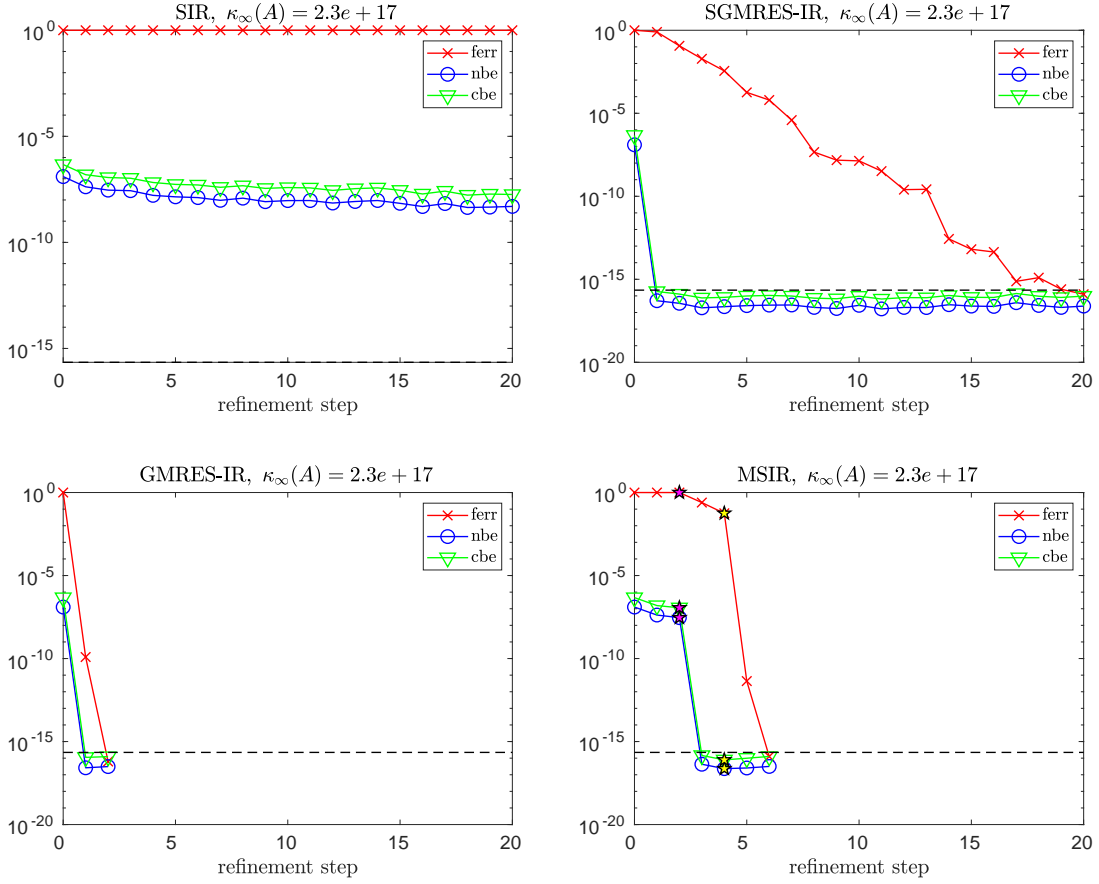 SIR, κ∞(A) = 2.3e + 17
10^0
10^-5
10^-10
10^-15
ferr
nbe
cbe
0 5 10 15 20
refinement step
SGMRES-IR, κ∞(A) = 2.3e + 17
10^0
10^-5
10^-10
10^-15
10^-20
ferr
nbe
cbe
0 5 10 15 20
refinement step
GMRES-IR, κ∞(A) = 2.3e + 17
10^0
10^-5
10^-10
10^-15
10^-20
ferr
nbe
cbe
0 5 10 15 20
refinement step
MSIR, κ∞(A) = 2.3e + 17
10^0
10^-5
10^-10
10^-15
10^-20
ferr
nbe
cbe
0 5 10 15 20
refinement step